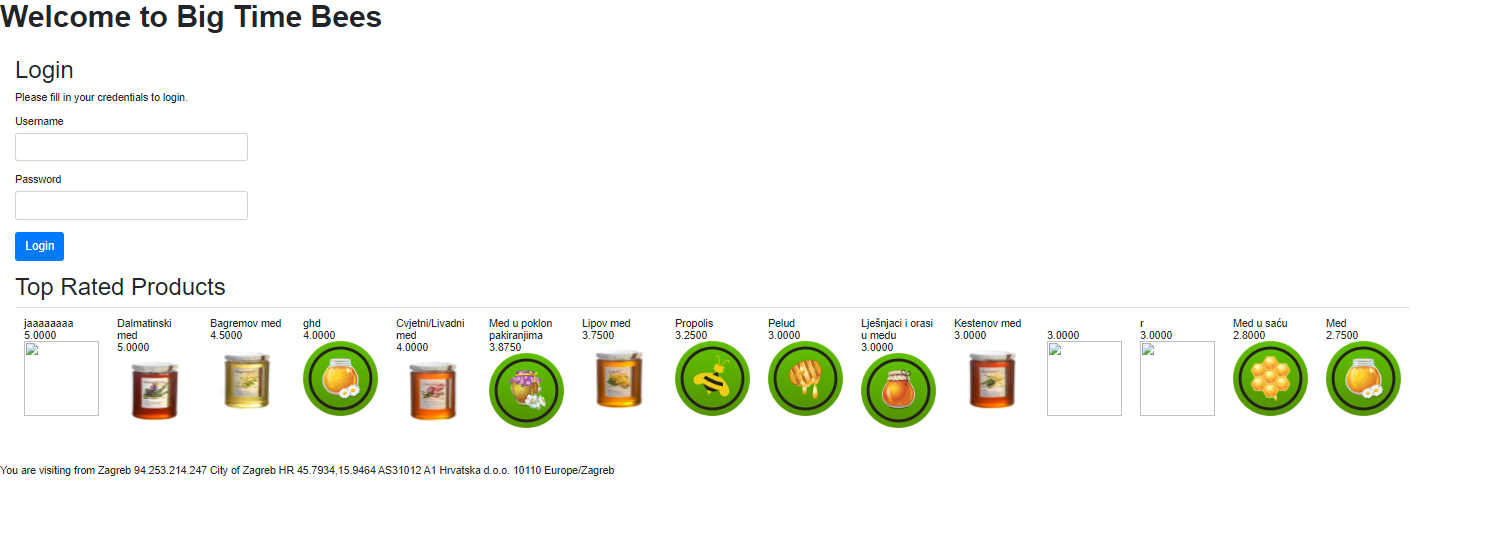 Welcome to Big Time Bees
Login
Please fill in your credentials to login.
Username
Password
Login
Top Rated Products
jaaaaaaaa
5.0000
Dalmatinski
med
5.0000
Bagremov med
4.5000
ghd
4.0000
Cvjetni/Livadni
med
4.0000
Med u poklon
pakiranjima
3.8750
Lipov med
3.7500
Propolis
3.2500
Pelud
3.0000
Lješnjaci i orasi
u medu
3.0000
Kestenov med
3.0000
3.0000
r
3.0000
Med u saću
2.8000
Med
2.7500
You are visiting from Zagreb 94.253.214.247 City of Zagreb HR 45.7934,15.9464 AS31012 A1 Hrvatska d.o.o. 10110 Europe/Zagreb